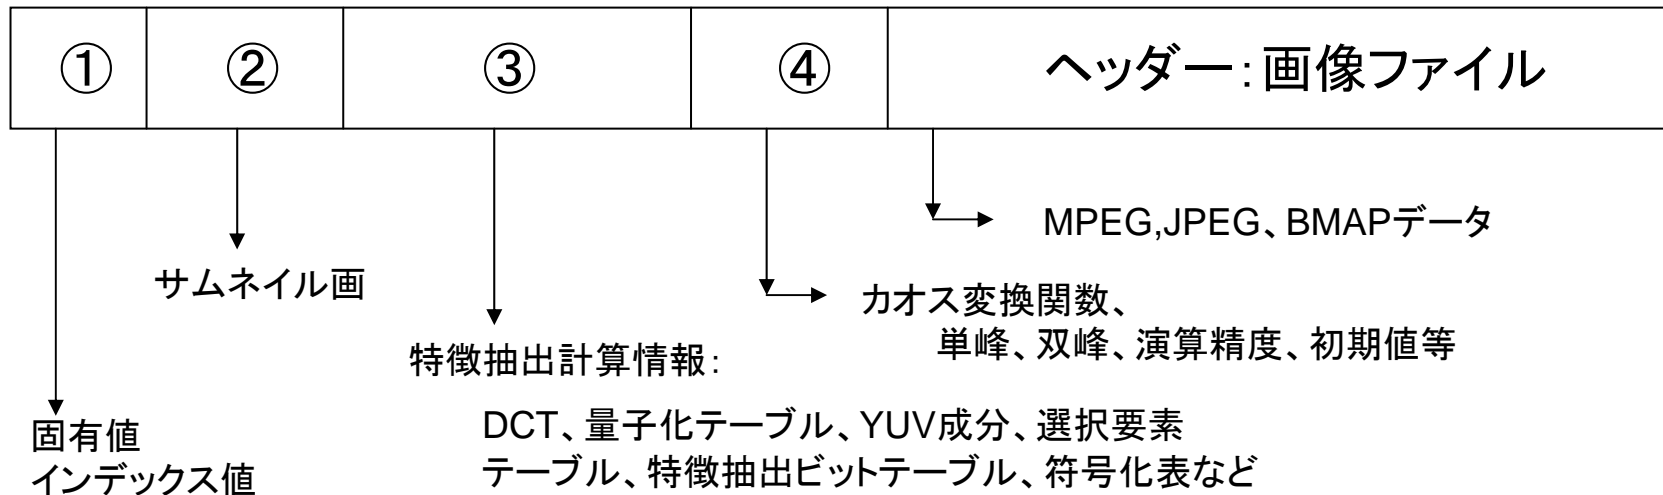 ① ② ③ ④ ヘッダー:画像ファイル
MPEG,JPEG、BMAPデータ
サムネイル画
カオス変換関数、
単峰、双峰、演算精度、初期値等
特徴抽出計算情報:
固有値
インデックス値
DCT、量子化テーブル、YUV成分、選択要素
テーブル、特徴抽出ビットテーブル、符号化表など